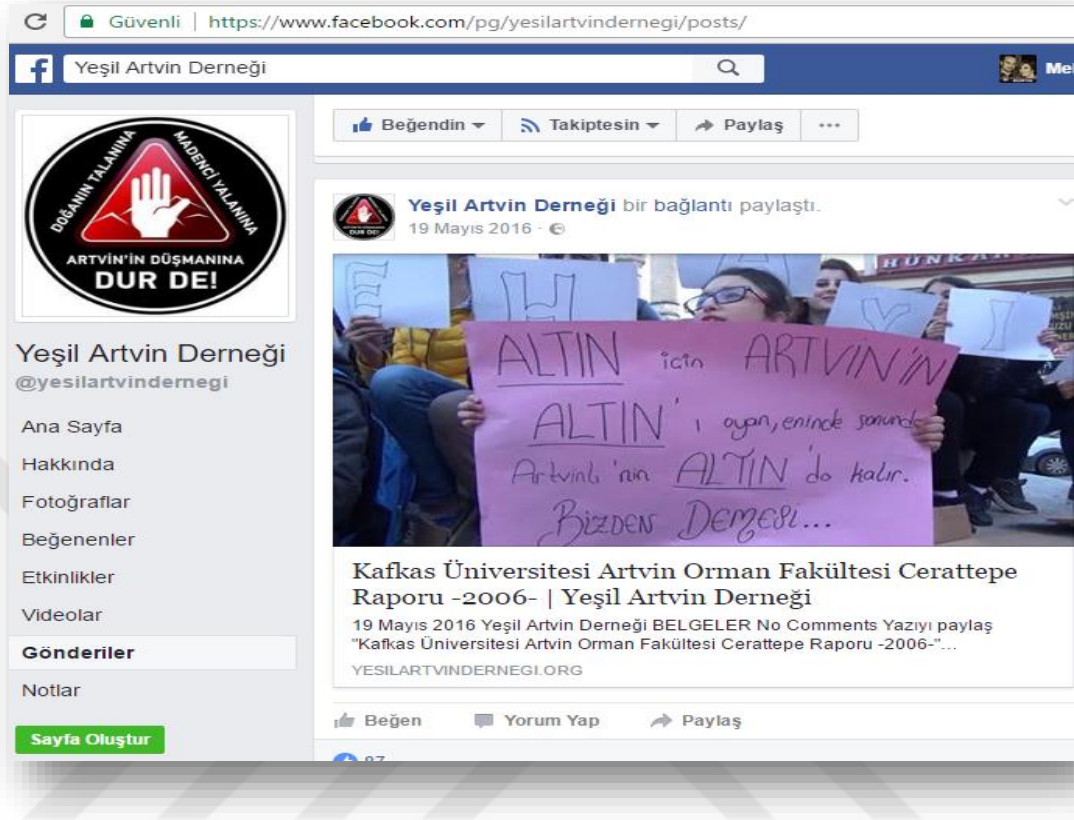 Güvenli | https://www.facebook.com/pg/yesilartvindernegi/posts/
Yeşil Artvin Derneği
Mel
DOĞANIN TALANINA
MADENCİ YALANINA
ARTVİN'İN DÜŞMANINA
DUR DE!
Yeşil Artvin Derneği
@yesilartvindernegi
Ana Sayfa
Hakkında
Fotoğraflar
Beğenenler
Etkinlikler
Videolar
Gönderiler
Notlar
Sayfa Oluştur
Beğendin
Takiptesin
Paylaş
Yeşil Artvin Derneği bir bağlantı paylaştı.
19 Mayıs 2016
E H
Y I
HÜNKAR
ALTIN için ARTVİN'İN
ALTIN'ı oyan, eninde sonunda
Artvinli'nin ALTIN'da kalır.
BİZDEN DEMESİ...
Kafkas Üniversitesi Artvin Orman Fakültesi Cerattepe
Raporu -2006- | Yeşil Artvin Derneği
19 Mayıs 2016 Yeşil Artvin Derneği BELGELER No Comments Yazıyı paylaş
"Kafkas Üniversitesi Artvin Orman Fakültesi Cerattepe Raporu -2006-"...
YESILARTVINDERNEGI.ORG
Beğen
Yorum Yap
Paylaş
87